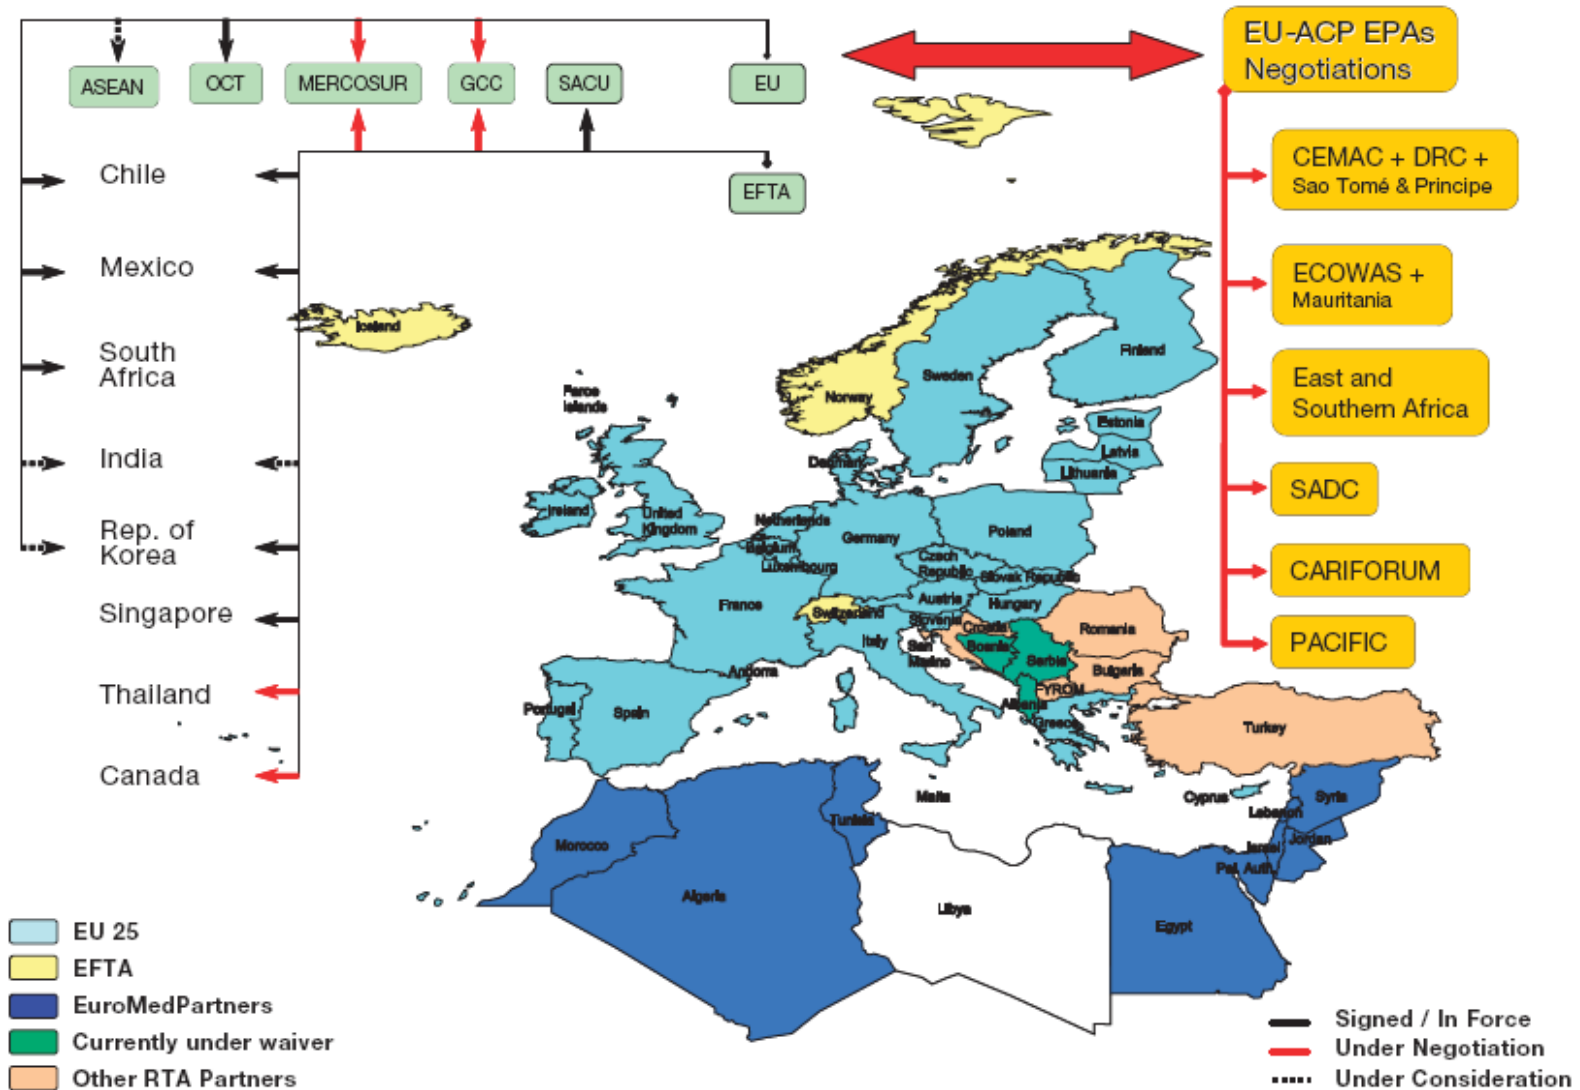 EU-ACP EPAs
Negotiations
ASEAN
OCT
MERCOSUR
GCC
SACU
EU
EFTA
Chile
Mexico
South
Africa
India
Rep. of
Korea
Singapore
Thailand
Canada
CEMAC + DRC +
Sao Tomé & Principe
ECOWAS +
Mauritania
East and
Southern Africa
SADC
CARIFORUM
PACIFIC
Iceland
Faroe
Islands
Norway
Sweden
Finland
Estonia
Latvia
Lithuania
Denmark
Ireland
United
Kingdom
Netherlands
Belgium
Luxembourg
Germany
Poland
Czech
Republic
Slovak Republic
Austria
Hungary
France
Switzerland
Slovenia
Italy
Croatia
San
Marino
Bosnia
Serbia
Romania
Bulgaria
FYROM
Albania
Greece
Andorra
Portugal
Spain
Turkey
Malta
Cyprus
Syria
Lebanon
Israel
Jordan
Pal. Auth.
Morocco
Tunisia
Algeria
Libya
Egypt
EU 25
EFTA
EuroMedPartners
Currently under waiver
Other RTA Partners
Signed / In Force
Under Negotiation
Under Consideration